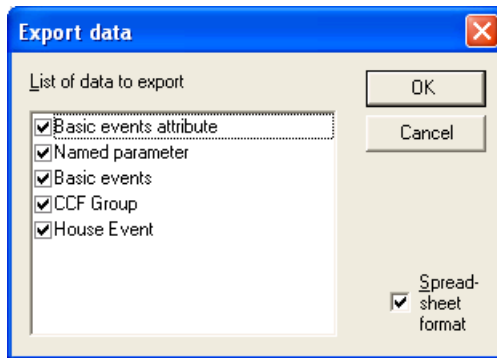 Export data
List of data to export
OK
Cancel
Basic events attribute
Named parameter
Basic events
CCF Group
House Event
Spread-
sheet
format